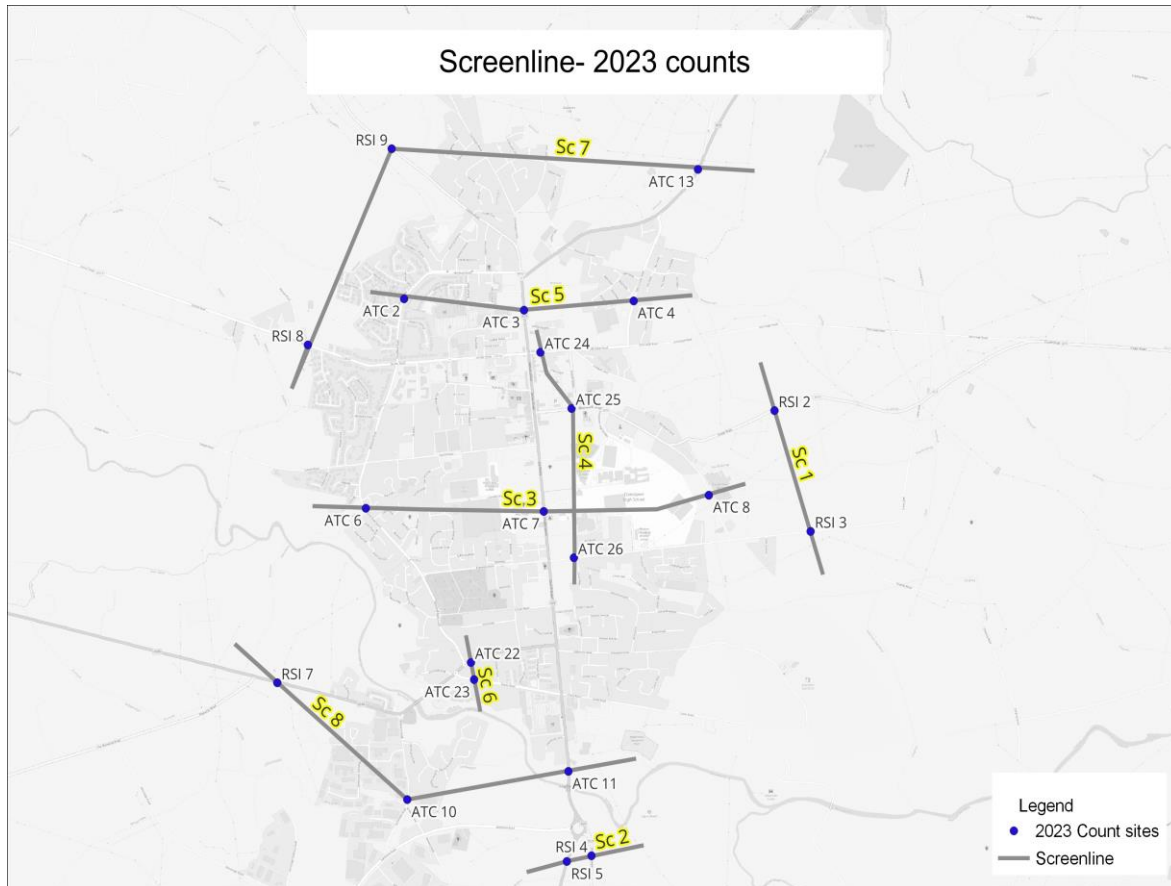 Screenline- 2023 counts
RSI 9
Sc 7
ATC 13
ATC 2
Sc 5
ATC 3
ATC 4
RSI 8
ATC 24
ATC 25
RSI 2
Sc 4
Sc 1
Sc 3
ATC 8
ATC 6
ATC 7
RSI 3
ATC 26
ATC 22
RSI 7
ATC 23
Sc 6
Sc 8
ATC 11
ATC 10
Legend
2023 Count sites
Screenline
Sc 2
RSI 4
RSI 5